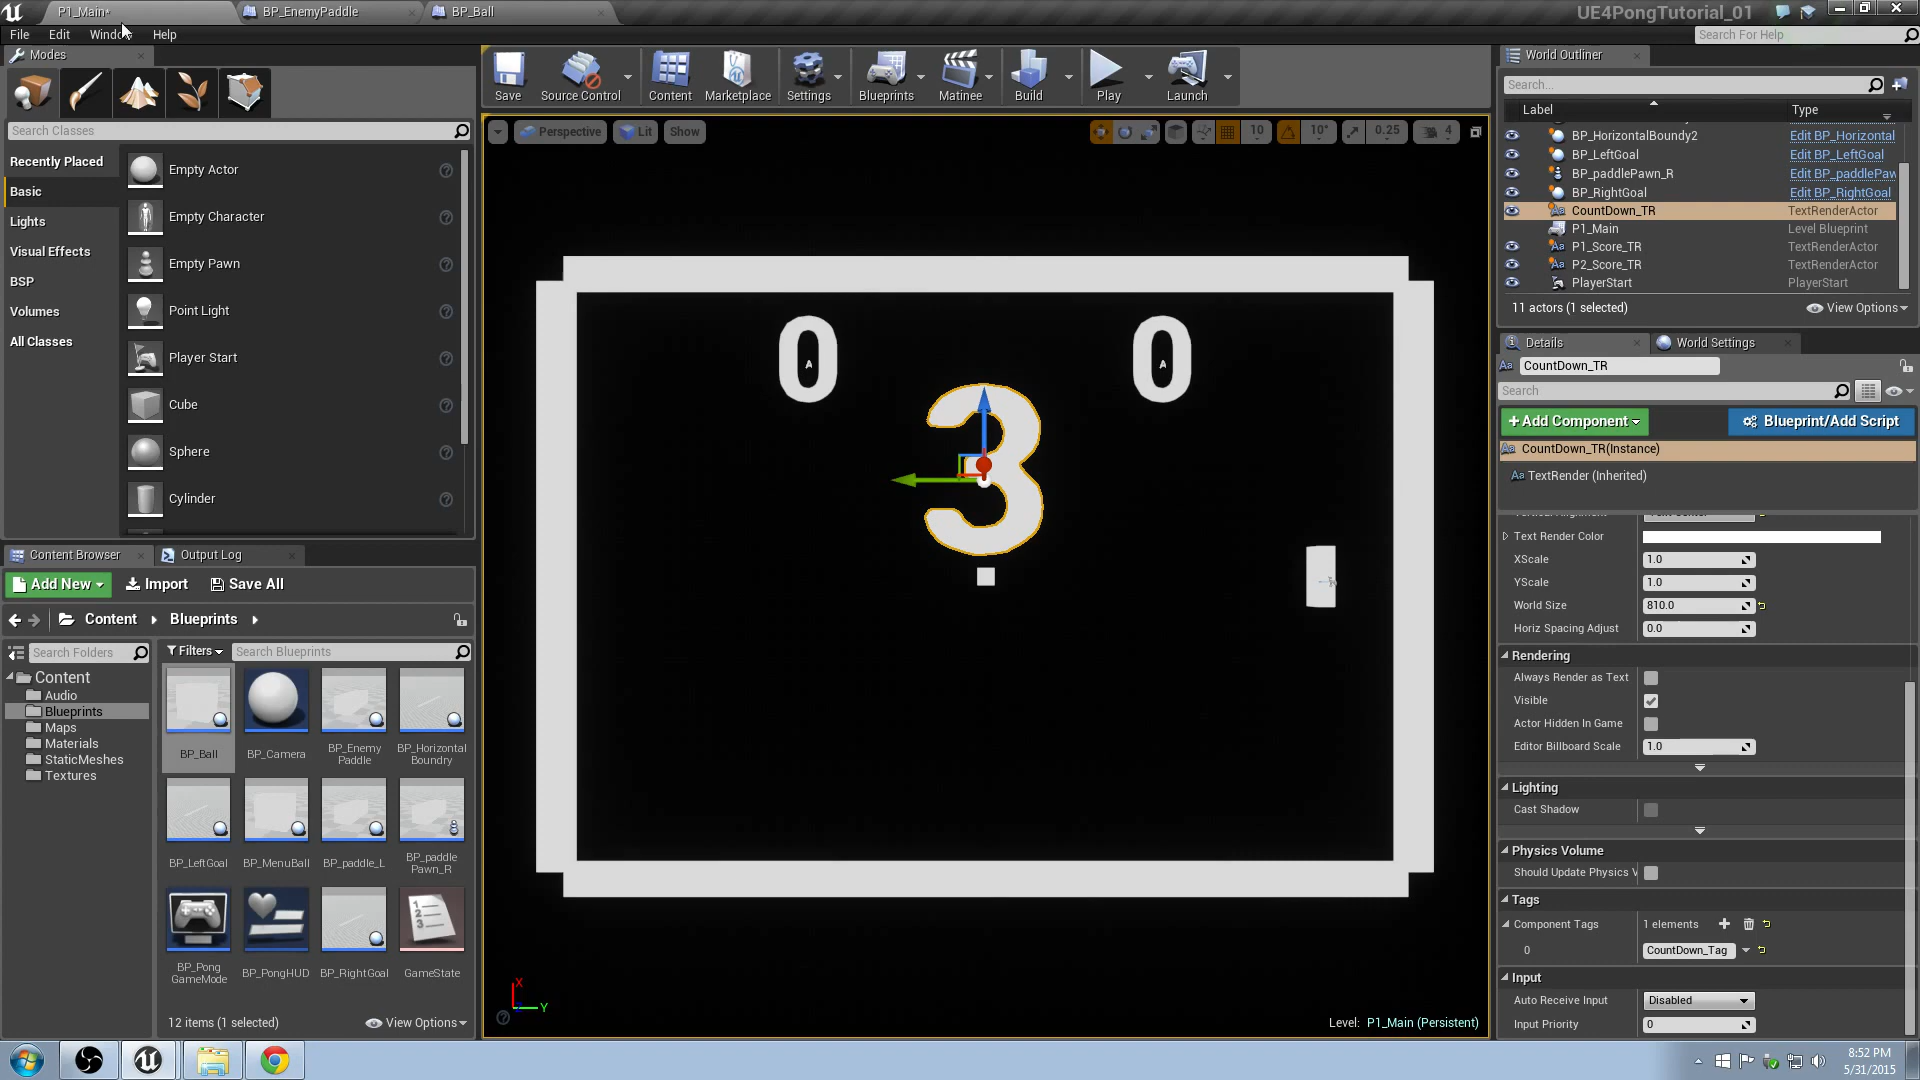 P1_Main*
BP_EnemyPaddle
BP_Ball
UE4PongTutorial_01
File Edit Window Help
Search For Help
Modes
Search Classes
Recently Placed
Basic
Lights
Visual Effects
BSP
Volumes
All Classes
Empty Actor
Empty Character
Empty Pawn
Point Light
Player Start
Cube
Sphere
Cylinder
Save
Source Control
Content
Marketplace
Settings
Blueprints
Matinee
Build
Play
Launch
Perspective
Lit
Show
10
10°
0.25
4
0
0
3
X
Y
Level: P1_Main (Persistent)
Content Browser
Output Log
Add New
Import
Save All
Content
Blueprints
Search Folders
Filters
Search Blueprints
Content
Audio
Blueprints
Maps
Materials
StaticMeshes
Textures
BP_Ball
BP_Camera
BP_Enemy
Paddle
BP_Horizontal
Boundry
BP_LeftGoal
BP_MenuBall
BP_paddle_L
BP_paddle
Pawn_R
BP_Pong
GameMode
BP_PongHUD
BP_RightGoal
GameState
12 items (1 selected)
View Options
World Outliner
Search...
Label
Type
BP_HorizontalBoundy2
Edit BP_Horizontal
BP_LeftGoal
Edit BP_LeftGoal
BP_paddlePawn_R
Edit BP_paddlePaw
BP_RightGoal
Edit BP_RightGoal
CountDown_TR
TextRenderActor
P1_Main
Level Blueprint
P1_Score_TR
TextRenderActor
P2_Score_TR
TextRenderActor
PlayerStart
PlayerStart
11 actors (1 selected)
View Options
Details
World Settings
CountDown_TR
Search
+Add Component
Blueprint/Add Script
CountDown_TR(Instance)
TextRender (Inherited)
Text Render Color
XScale
1.0
YScale
1.0
World Size
810.0
Horiz Spacing Adjust
0.0
Rendering
Always Render as Text
Visible
Actor Hidden In Game
Editor Billboard Scale
1.0
Lighting
Cast Shadow
Physics Volume
Should Update Physics V
Tags
Component Tags
1 elements
0
CountDown_Tag
Input
Auto Receive Input
Disabled
Input Priority
0
8:52 PM
5/31/2015